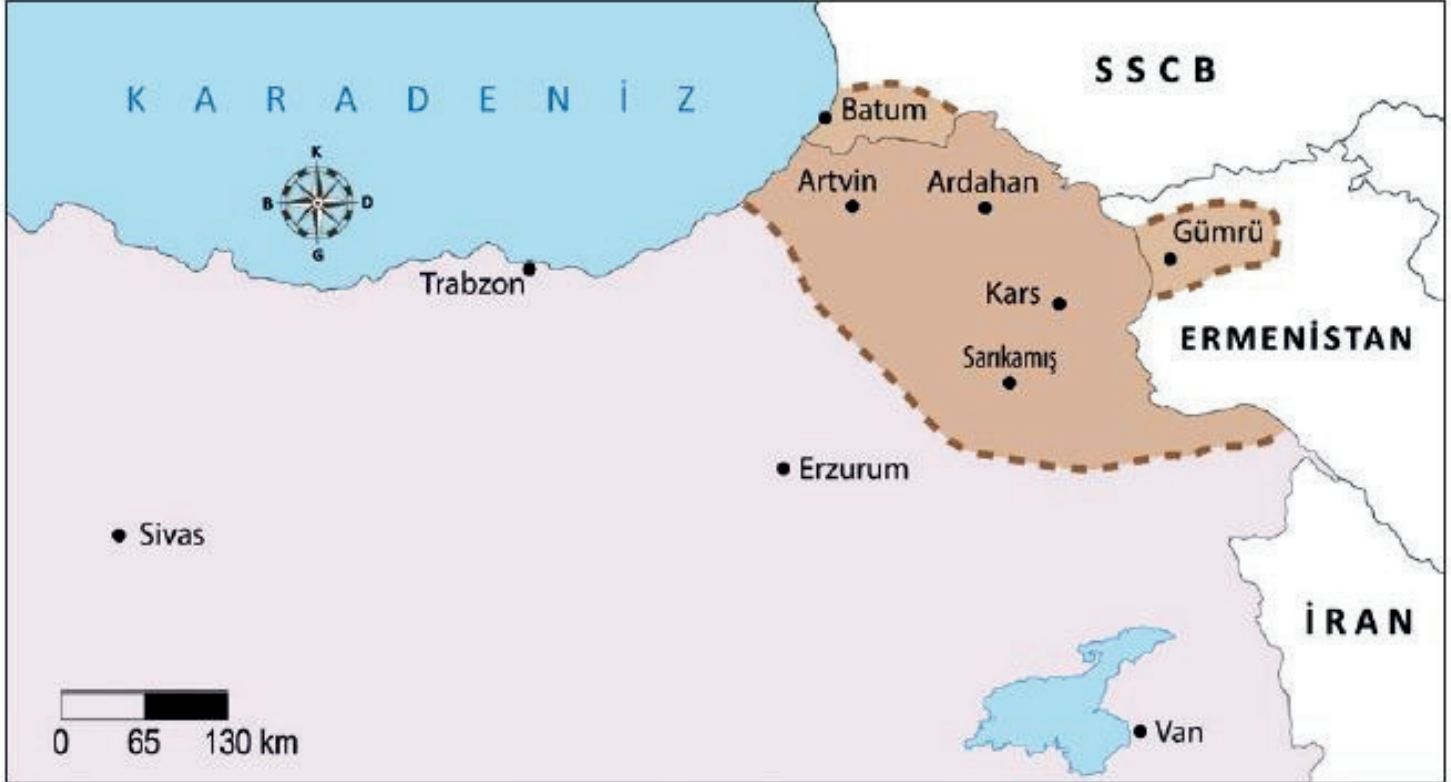 SSCB
KARADENİZ
Batum
K
B
D
G
Artvin
Ardahan
Gümrü
Trabzon
Kars
ERMENİSTAN
Sarıkamış
Erzurum
Sivas
İRAN
0 65 130 km
Van